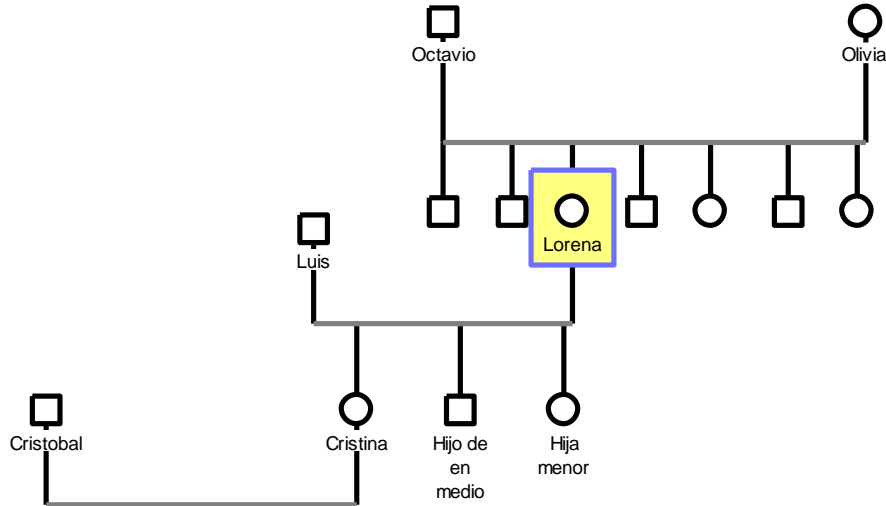 Octavio
Olivia
Lorena
Luis
Cristobal
Cristina
Hijo de
en
medio
Hija
menor